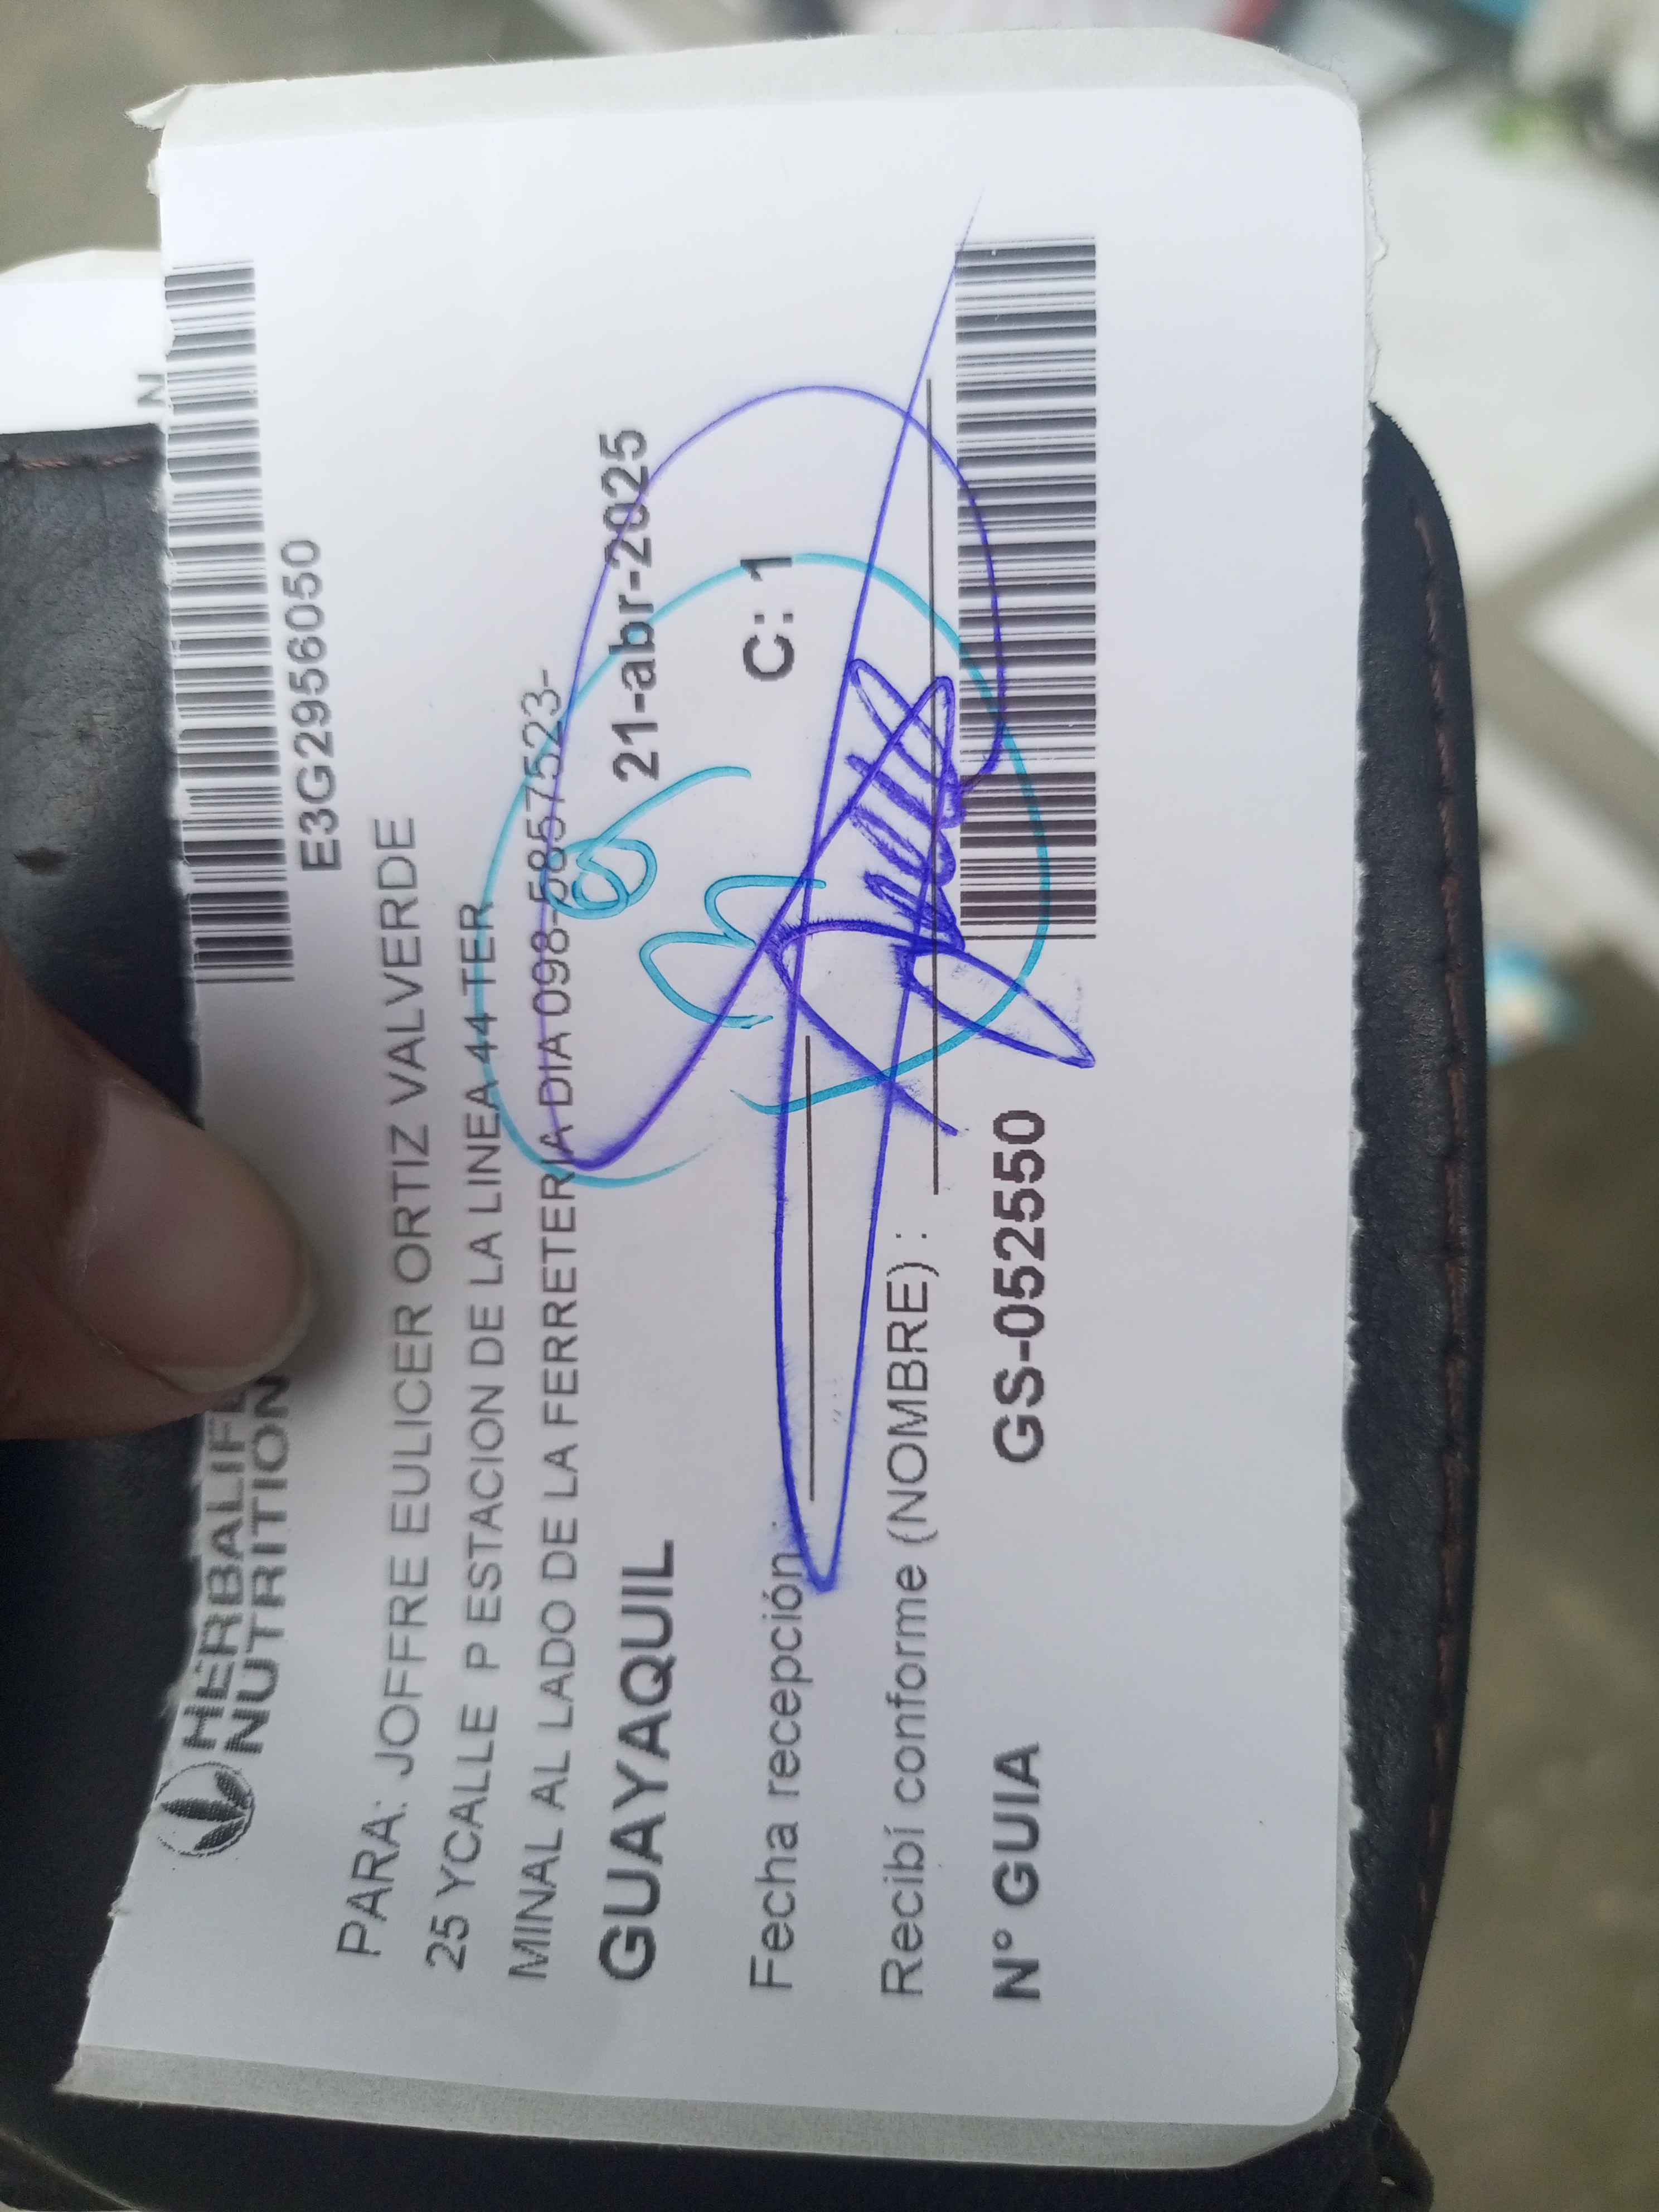 HERBALIFE
NUTRITION
E3G2956050
PARA: JOFFRE EULICER ORTIZ VALVERDE
25 YCALLE P ESTACION DE LA LINEA 44 TER
MINAL AL LADO DE LA FERRETERIA DIA 098-5857523-
GUAYAQUIL 21-abr-2025
Fecha recepción C: 1
Recibí conforme (NOMBRE) :
N° GUIA GS-052550
N